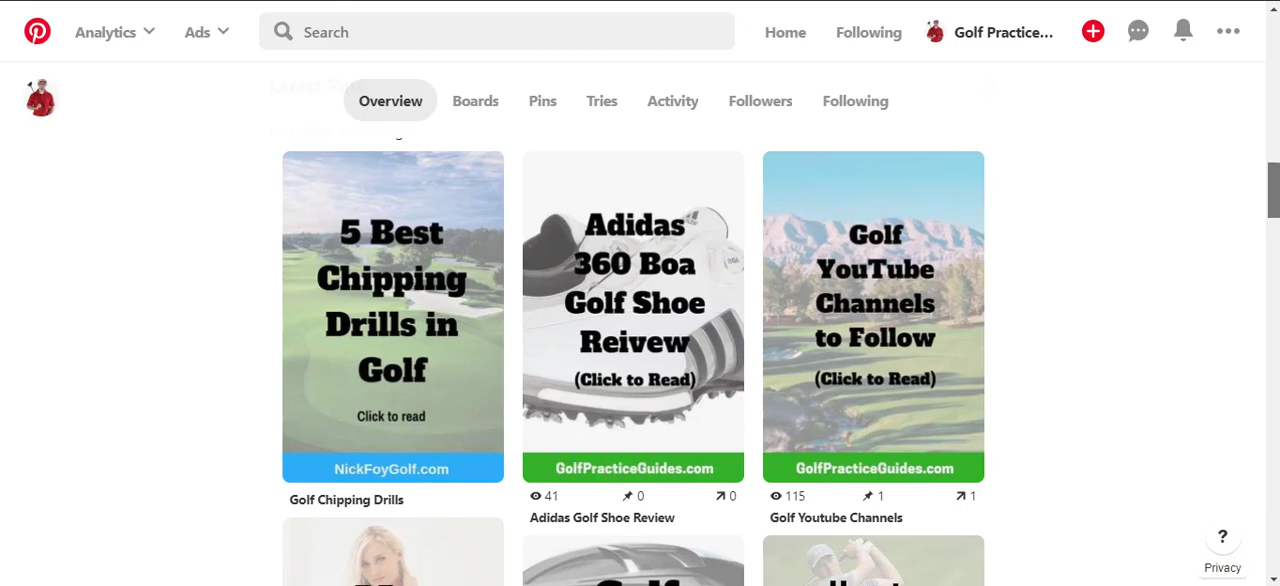 Analytics
Ads
Search
Home
Following
Golf Practice...
Overview
Boards
Pins
Tries
Activity
Followers
Following
5 Best
Chipping
Drills in
Golf
Click to read
NickFoyGolf.com
Golf Chipping Drills
Adidas
360 Boa
Golf Shoe
Reivew
(Click to Read)
GolfPracticeGuides.com
41
0
0
Adidas Golf Shoe Review
Golf
YouTube
Channels
to Follow
(Click to Read)
GolfPracticeGuides.com
115
1
1
Golf Youtube Channels
?
Privacy